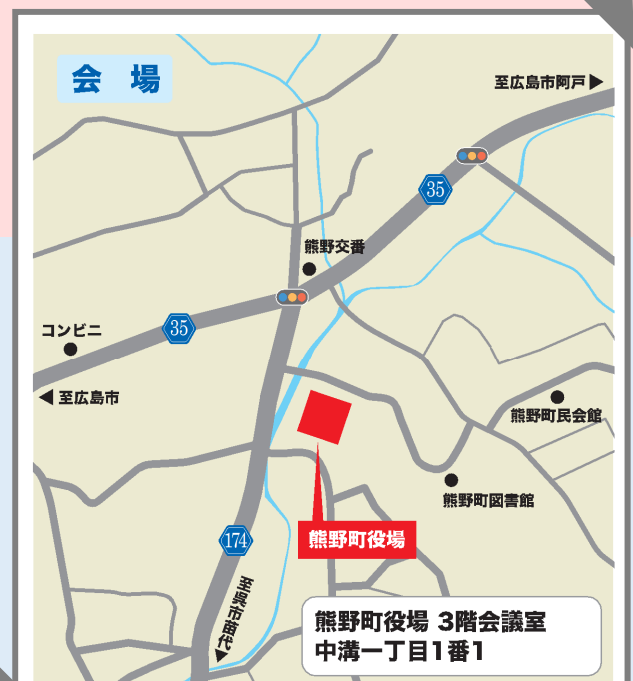 会 場
至広島市阿戸▶
35
熊野交番
35
コンビニ
◀至広島市
熊野町民会館
熊野町図書館
熊野町役場
174
至呉市苗代▶
熊野町役場 3階会議室
中溝一丁目1番1